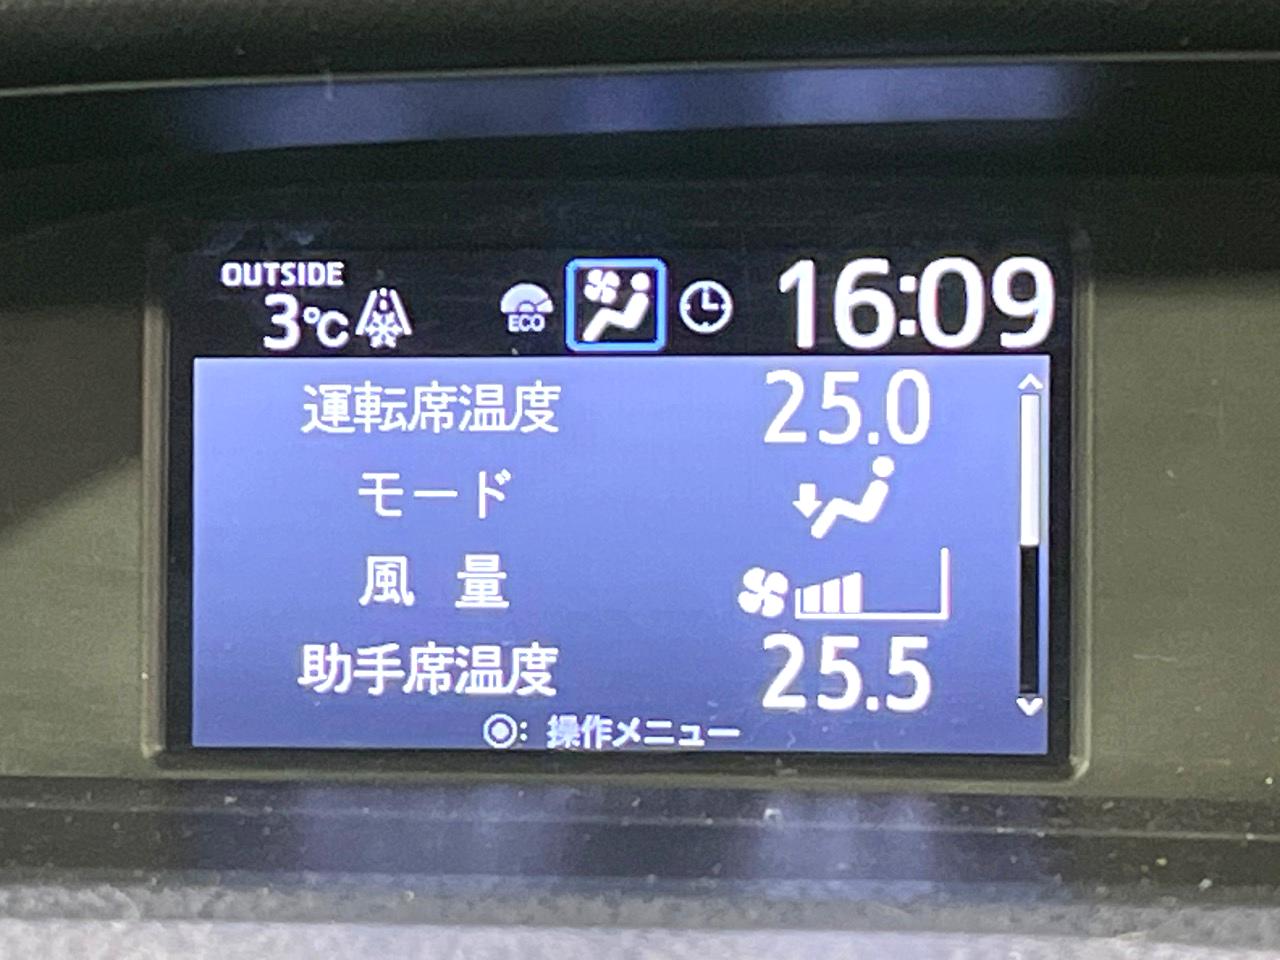 OUTSIDE
3℃
ECO
16:09
運転席温度 25.0
モード
風量
助手席温度 25.5
: 操作メニュー